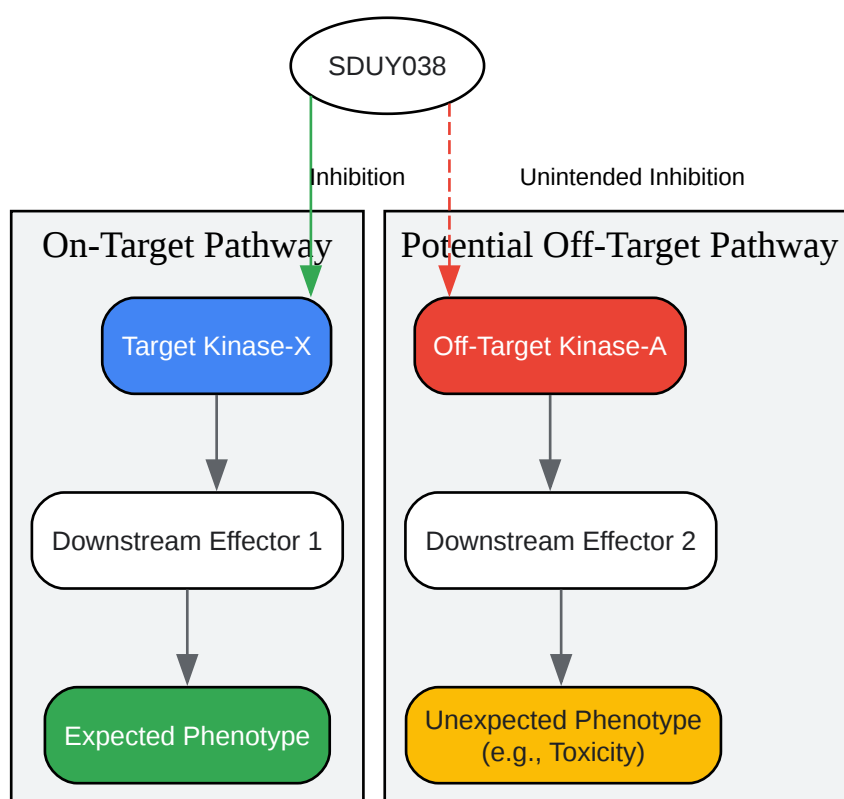 SDUY038
Inhibition
Unintended Inhibition
On-Target Pathway
Potential Off-Target Pathway
Target Kinase-X
Off-Target Kinase-A
Downstream Effector 1
Downstream Effector 2
Expected Phenotype
Unexpected Phenotype
(e.g., Toxicity)